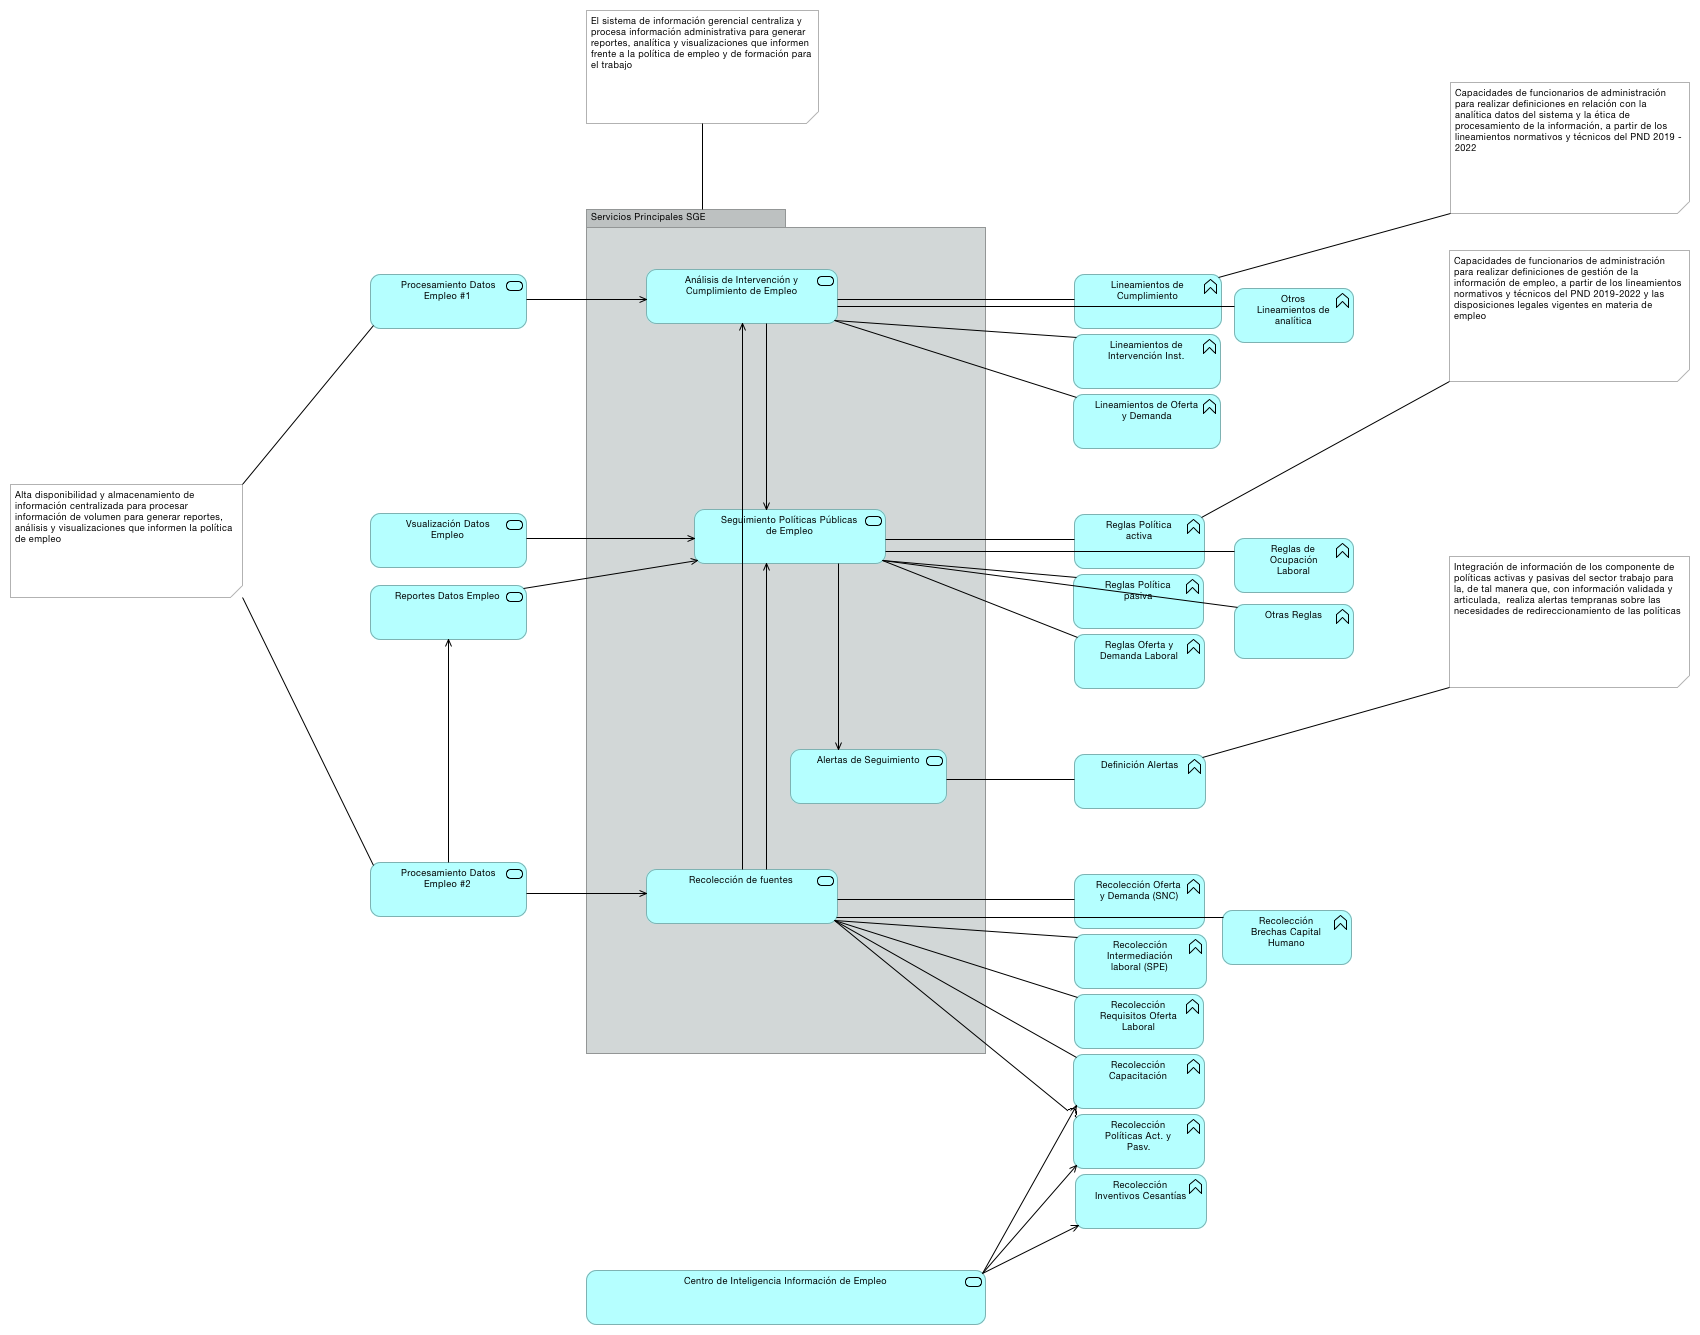 El sistema de información gerencial centraliza y
procesa información administrativa para generar
reportes, analítica y visualizaciones que informen
frente a la política de empleo y de formación para
el trabajo
Capacidades de funcionarios de administración
para realizar definiciones en relación con la
analítica datos del sistema y la ética de
procesamiento de la información, a partir de los
lineamientos normativos y técnicos del PND 2019 -
2022
Servicios Principales SGE
Capacidades de funcionarios de administración
para realizar definiciones de gestión de la
información de empleo, a partir de los lineamientos
normativos y técnicos del PND 2019-2022 y las
disposiciones legales vigentes en materia de
empleo
Procesamiento Datos
Empleo #1
Análisis de Intervención y
Cumplimiento de Empleo
Lineamientos de
Cumplimiento
Otros
Lineamientos de
analítica
Lineamientos de
Intervención Inst.
Lineamientos de Oferta
y Demanda
Alta disponibilidad y almacenamiento de
información centralizada para procesar
información de volumen para generar reportes,
análisis y visualizaciones que informen la política
de empleo
Vsualización Datos
Empleo
Seguimiento Políticas Públicas
de Empleo
Reglas Política
activa
Reglas de
Ocupación
Laboral
Reportes Datos Empleo
Reglas Política
pasiva
Otras Reglas
Reglas Oferta y
Demanda Laboral
Integración de información de los componente de
políticas activas y pasivas del sector trabajo para
la, de tal manera que, con información validada y
articulada,  realiza alertas tempranas sobre las
necesidades de redireccionamiento de las políticas
Alertas de Seguimiento
Definición Alertas
Procesamiento Datos
Empleo #2
Recolección de fuentes
Recolección Oferta
y Demanda (SNC)
Recolección
Brechas Capital
Humano
Recolección
Intermediación
laboral (SPE)
Recolección
Requisitos Oferta
Laboral
Recolección
Capacitación
Recolección
Políticas Act. y
Pasv.
Recolección
Inventivos Cesantías
Centro de Inteligencia Información de Empleo